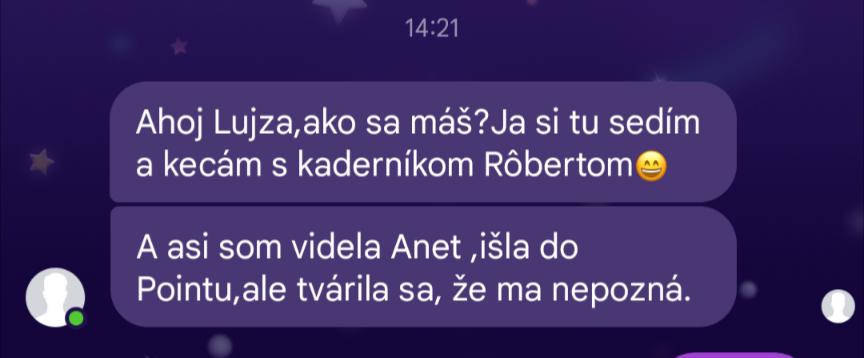 14:21
Ahoj Lujza,ako sa máš?Ja si tu sedím
a kecám s kaderníkom Rôbertom😄
A asi som videla Anet ,išla do
Pointu,ale tvárila sa, že ma nepozná.